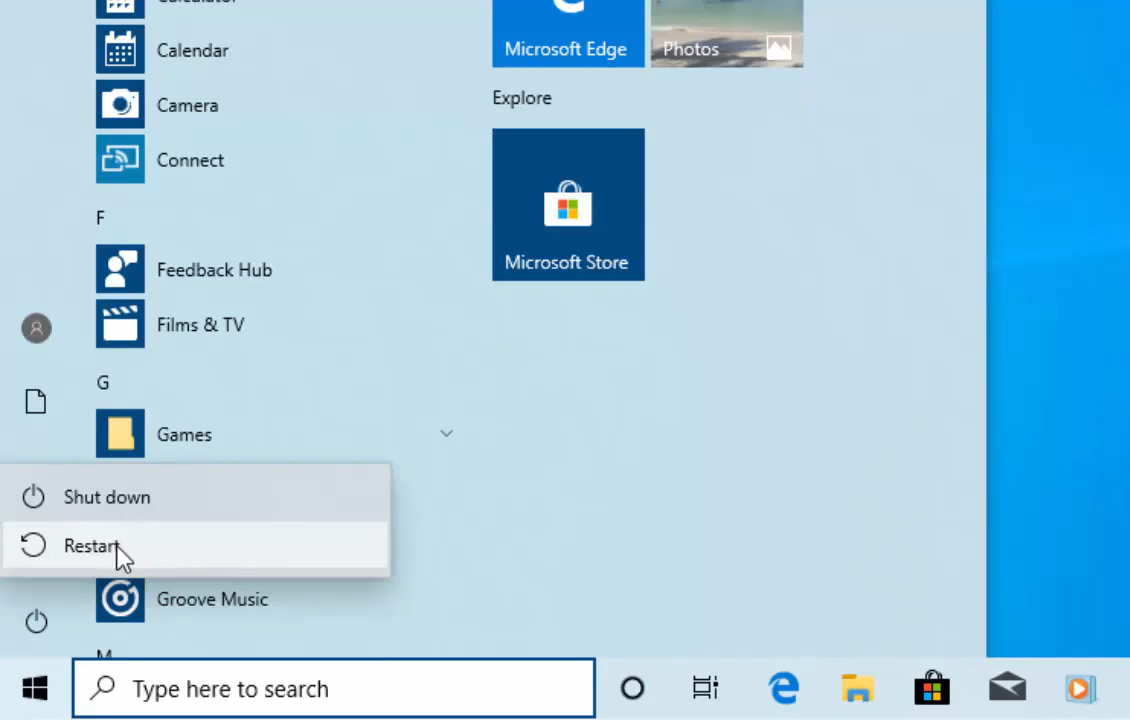 Calendar
Camera
Connect
F
Feedback Hub
Films & TV
G
Games
Shut down
Restart
Groove Music
Microsoft Edge
Photos
Explore
Microsoft Store
Type here to search